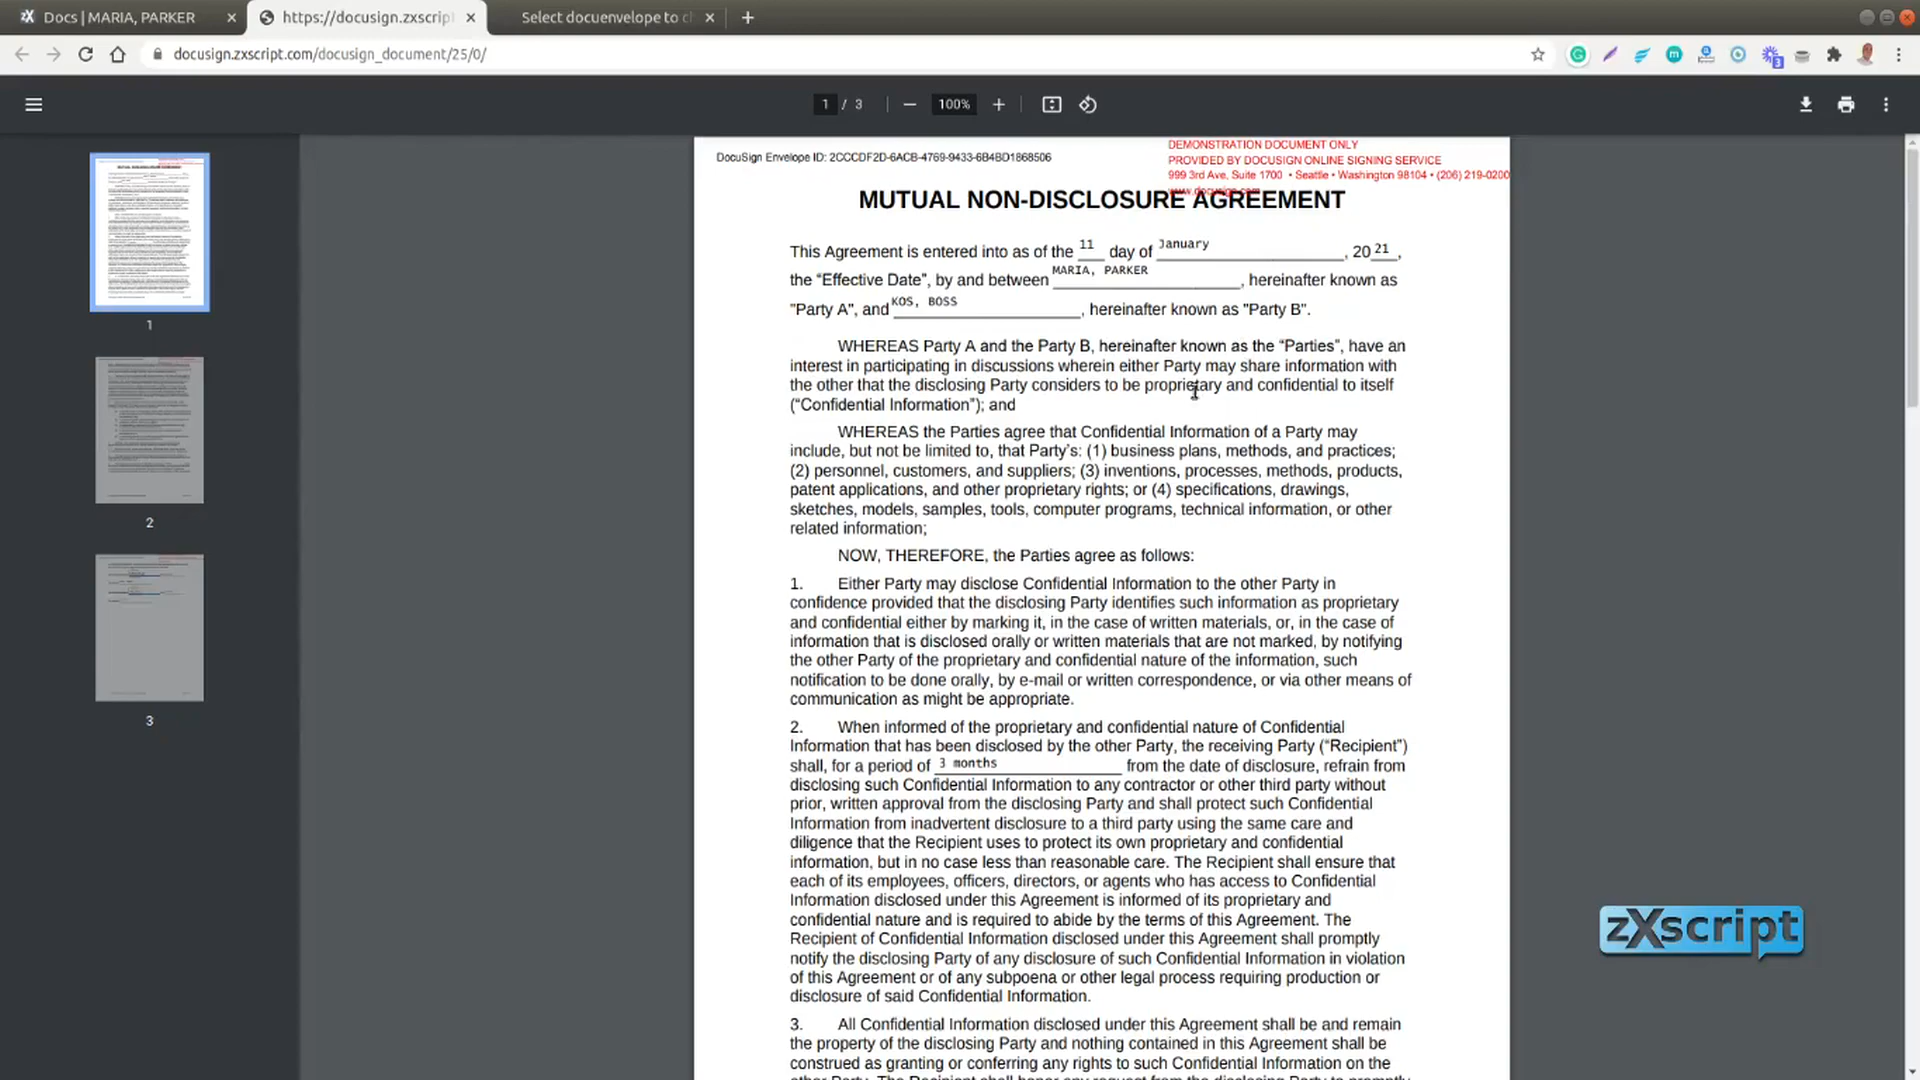 Docs | MARIA, PARKER
https://docusign.zxscript
Select docuenvelope to
docusign.zxscript.com/docusign_document/25/0/
3
1 / 3
100%
1
2
3
DocuSign Envelope ID: 2CCCDF2D-6ACB-4769-9433-6B4BD1868506
DEMONSTRATION DOCUMENT ONLY
PROVIDED BY DOCUSIGN ONLINE SIGNING SERVICE
999 3rd Ave, Suite 1700 • Seattle • Washington 98104 • (206) 219-0200
www.docusign.com
MUTUAL NON-DISCLOSURE AGREEMENT
This Agreement is entered into as of the 11 day of January, 20 21,
the “Effective Date”, by and between MARIA, PARKER, hereinafter known as
"Party A", and KOS, BOSS, hereinafter known as "Party B".
WHEREAS Party A and the Party B, hereinafter known as the “Parties”, have an
interest in participating in discussions wherein either Party may share information with
the other that the disclosing Party considers to be proprietary and confidential to itself
(“Confidential Information”); and
WHEREAS the Parties agree that Confidential Information of a Party may
include, but not be limited to, that Party’s: (1) business plans, methods, and practices;
(2) personnel, customers, and suppliers; (3) inventions, processes, methods, products,
patent applications, and other proprietary rights; or (4) specifications, drawings,
sketches, models, samples, tools, computer programs, technical information, or other
related information;
NOW, THEREFORE, the Parties agree as follows:
1. Either Party may disclose Confidential Information to the other Party in
confidence provided that the disclosing Party identifies such information as proprietary
and confidential either by marking it, in the case of written materials, or, in the case of
information that is disclosed orally or written materials that are not marked, by notifying
the other Party of the proprietary and confidential nature of the information, such
notification to be done orally, by e-mail or written correspondence, or via other means of
communication as might be appropriate.
2. When informed of the proprietary and confidential nature of Confidential
Information that has been disclosed by the other Party, the receiving Party (“Recipient”)
shall, for a period of 3 months from the date of disclosure, refrain from
disclosing such Confidential Information to any contractor or other third party without
prior, written approval from the disclosing Party and shall protect such Confidential
Information from inadvertent disclosure to a third party using the same care and
diligence that the Recipient uses to protect its own proprietary and confidential
information, but in no case less than reasonable care. The Recipient shall ensure that
each of its employees, officers, directors, or agents who has access to Confidential
Information disclosed under this Agreement is informed of its proprietary and
confidential nature and is required to abide by the terms of this Agreement. The
Recipient of Confidential Information disclosed under this Agreement shall promptly
notify the disclosing Party of any disclosure of such Confidential Information in violation
of this Agreement or of any subpoena or other legal process requiring production or
disclosure of said Confidential Information.
3. All Confidential Information disclosed under this Agreement shall be and remain
the property of the disclosing Party and nothing contained in this Agreement shall be
construed as granting or conferring any rights to such Confidential Information on the
zXscript